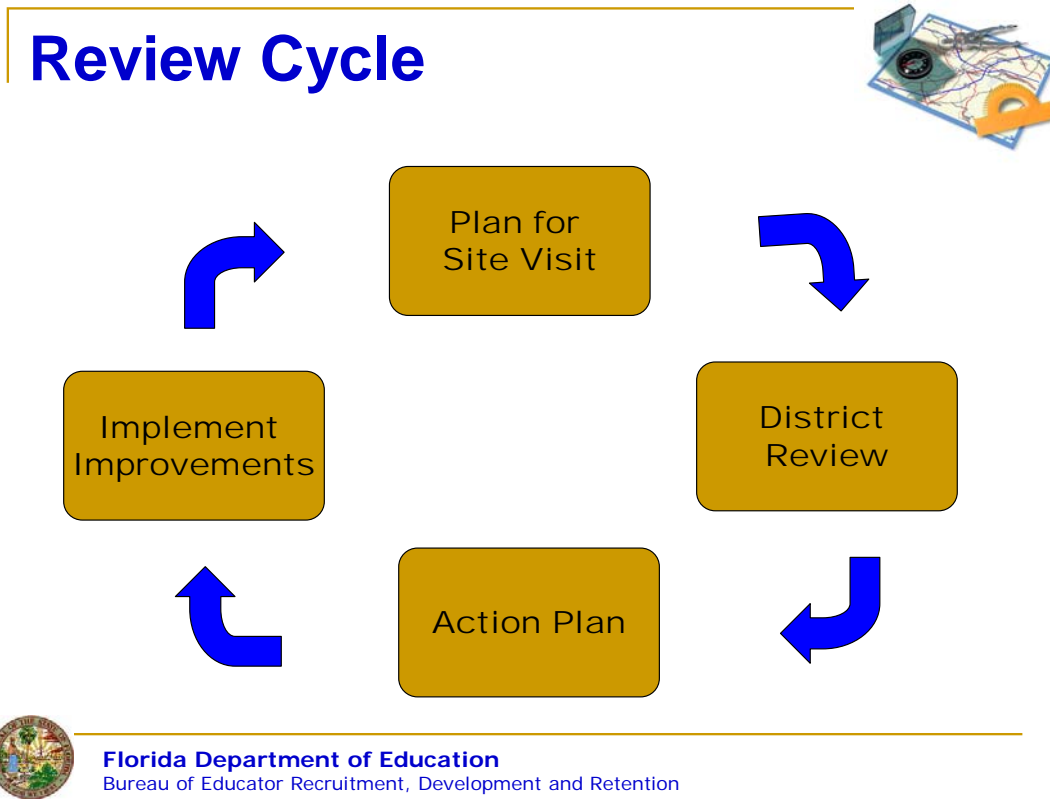 Review Cycle
Plan for
Site Visit
District
Review
Action Plan
Implement
Improvements
Florida Department of Education
Bureau of Educator Recruitment, Development and Retention